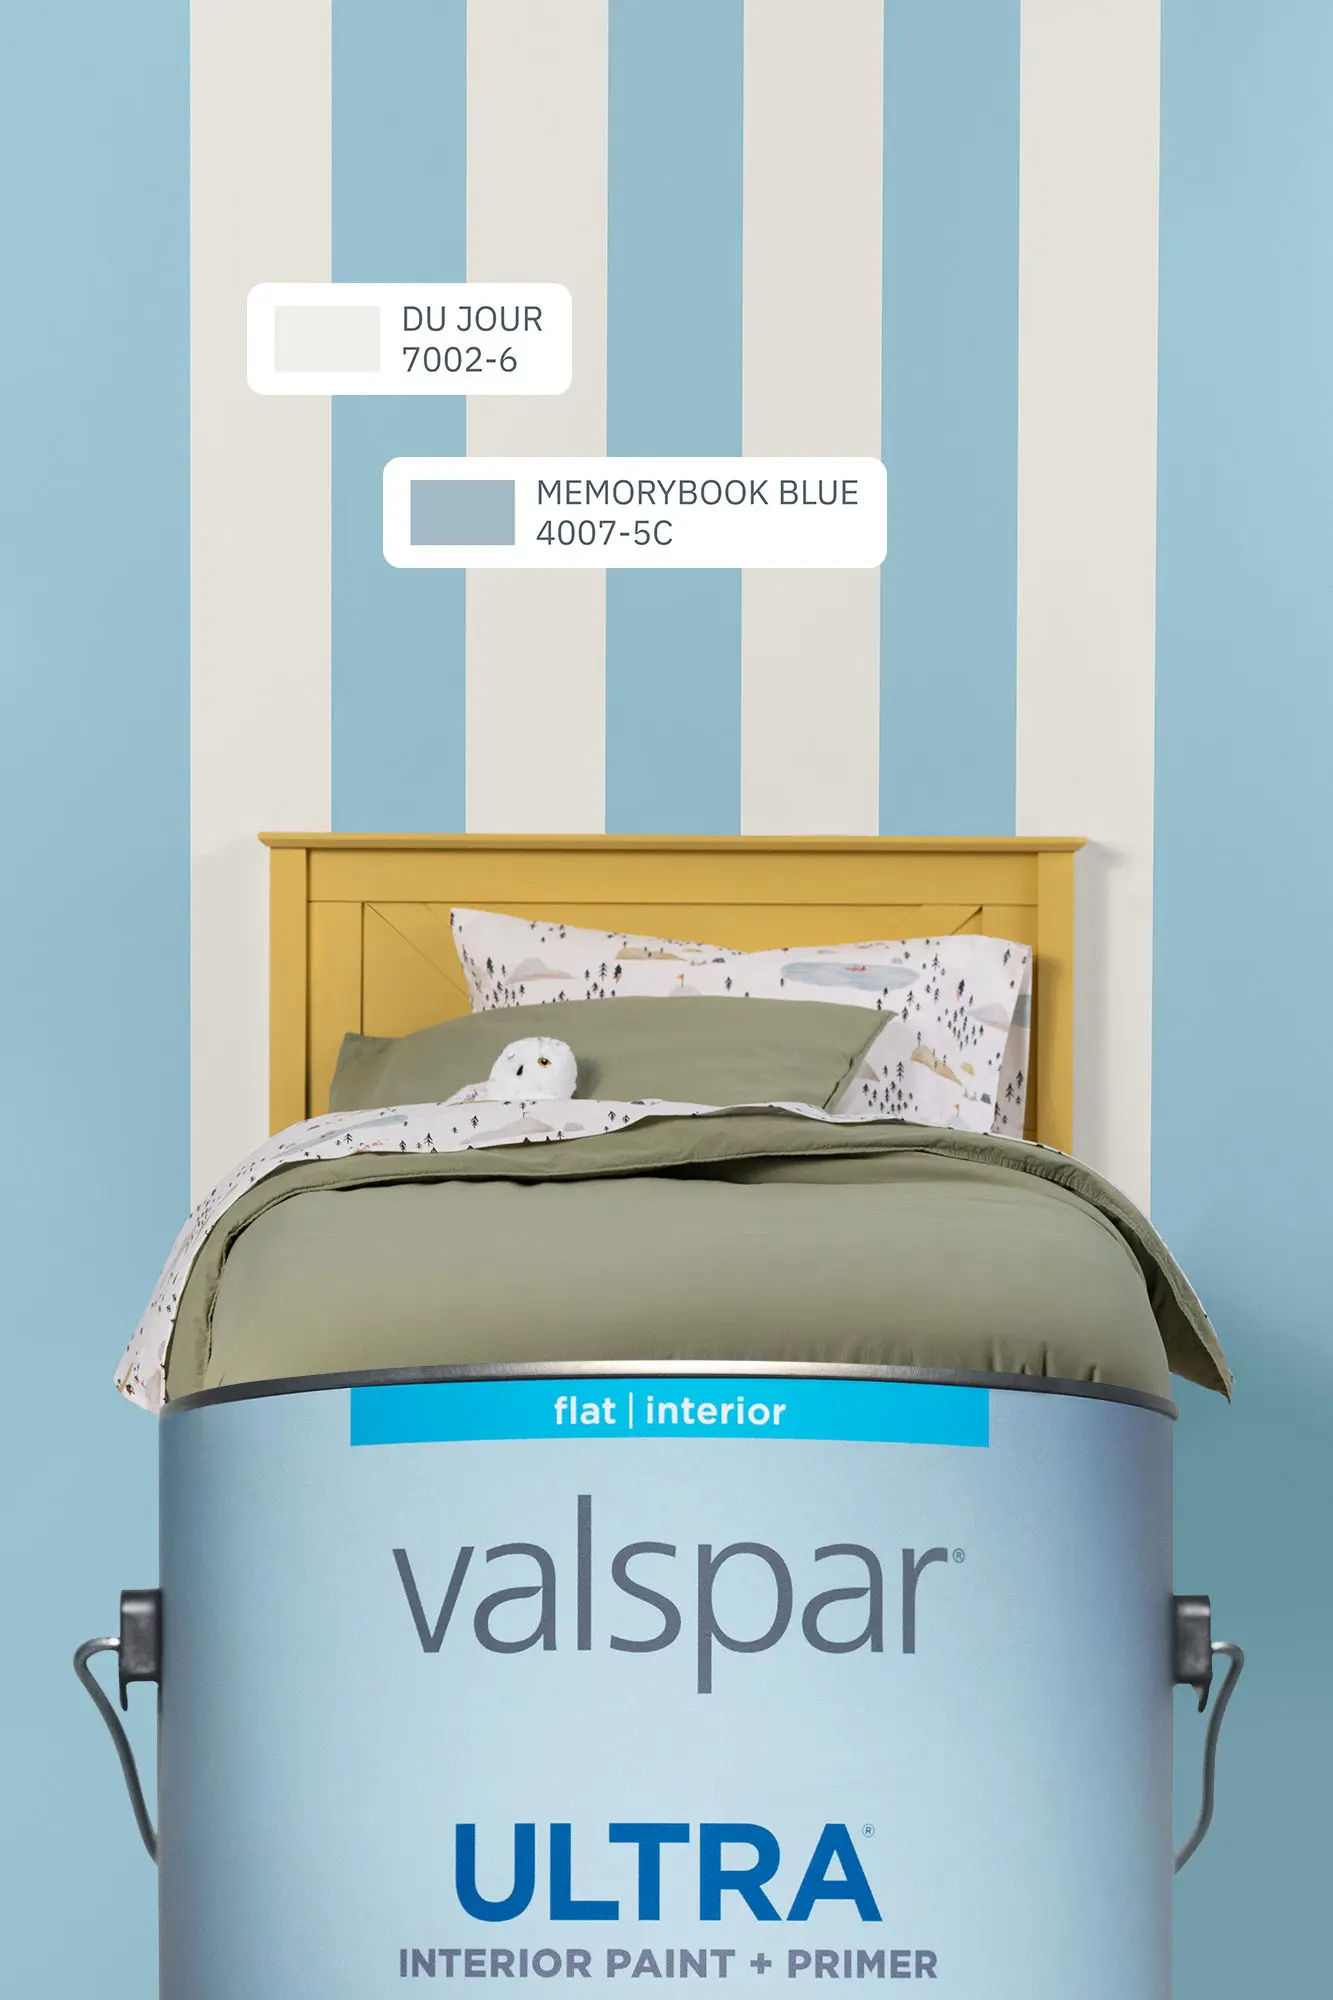 DU JOUR
7002-6
MEMORYBOOK BLUE
4007-5C
flat | interior
valspar®
ULTRA®
INTERIOR PAINT + PRIMER